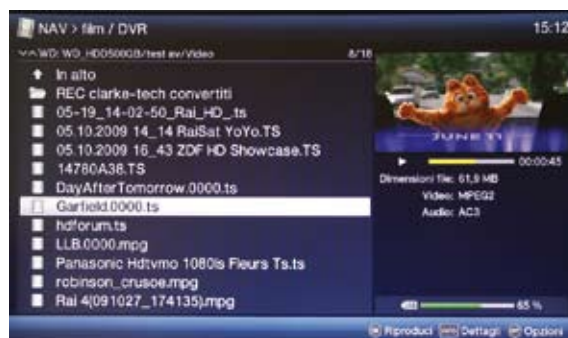 NAV > film / DVR
15:12
WD: WD_HDD500GB/test av/Video
8/18
In alto
REC clarke-tech convertiti
05-19_14-02-50_Rai_HD_.ts
05.10.2009 14_14 RaiSat YoYo.TS
05.10.2009 16_43 ZDF HD Showcase.TS
14780A38.TS
DayAfterTomorrow.0000.ts
Garfield.0000.ts
hdforum.ts
LLB.0000.mpg
Panasonic Hdtvmo 1080is Fleurs Ts.ts
robinson_crusoe.mpg
Rai 4(091027_174135).mpg
JUNE 11
00:00:45
Dimensioni file: 61,9 MB
Video: MPEG2
Audio: AC3
65 %
Riproduci
Dettagli
Opzioni